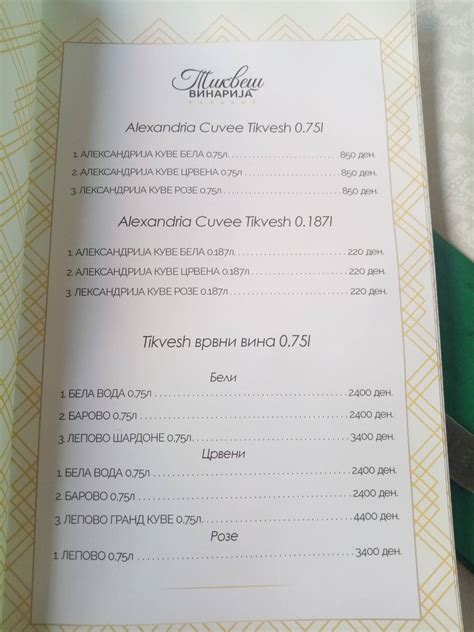 Тиквеш
ВИНАРИЈА
Alexandria Cuvee Tikvesh 0.75l
1. АЛЕКСАНДРИЈА КУВЕ БЕЛА 0.75л. 850 ден.
2. АЛЕКСАНДРИЈА КУВЕ ЦРВЕНА 0.75л. 850 ден.
3. ЛЕКСАНДРИЈА КУВЕ РОЗЕ 0.75л. 850 ден.
Alexandria Cuvee Tikvesh 0.187l
1. АЛЕКСАНДРИЈА КУВЕ БЕЛА 0.187л. 220 ден.
2. АЛЕКСАНДРИЈА КУВЕ ЦРВЕНА 0.187л. 220 ден.
3. ЛЕКСАНДРИЈА КУВЕ РОЗЕ 0.187л. 220 ден.
Tikvesh врвни вина 0.75l
Бели
1. БЕЛА ВОДА 0,75л 2400 ден.
2. БАРОВО 0,75л 2400 ден.
3. ЛЕПОВО ШАРДОНЕ 0,75л 3400 ден.
Црвени
1. БЕЛА ВОДА 0,75л 2400 ден.
2. БАРОВО 0,75л 2400 ден.
3. ЛЕПОВО ГРАНД КУВЕ 0,75л 4400 ден.
Розе
1. ЛЕПОВО 0,75л 3400 ден.